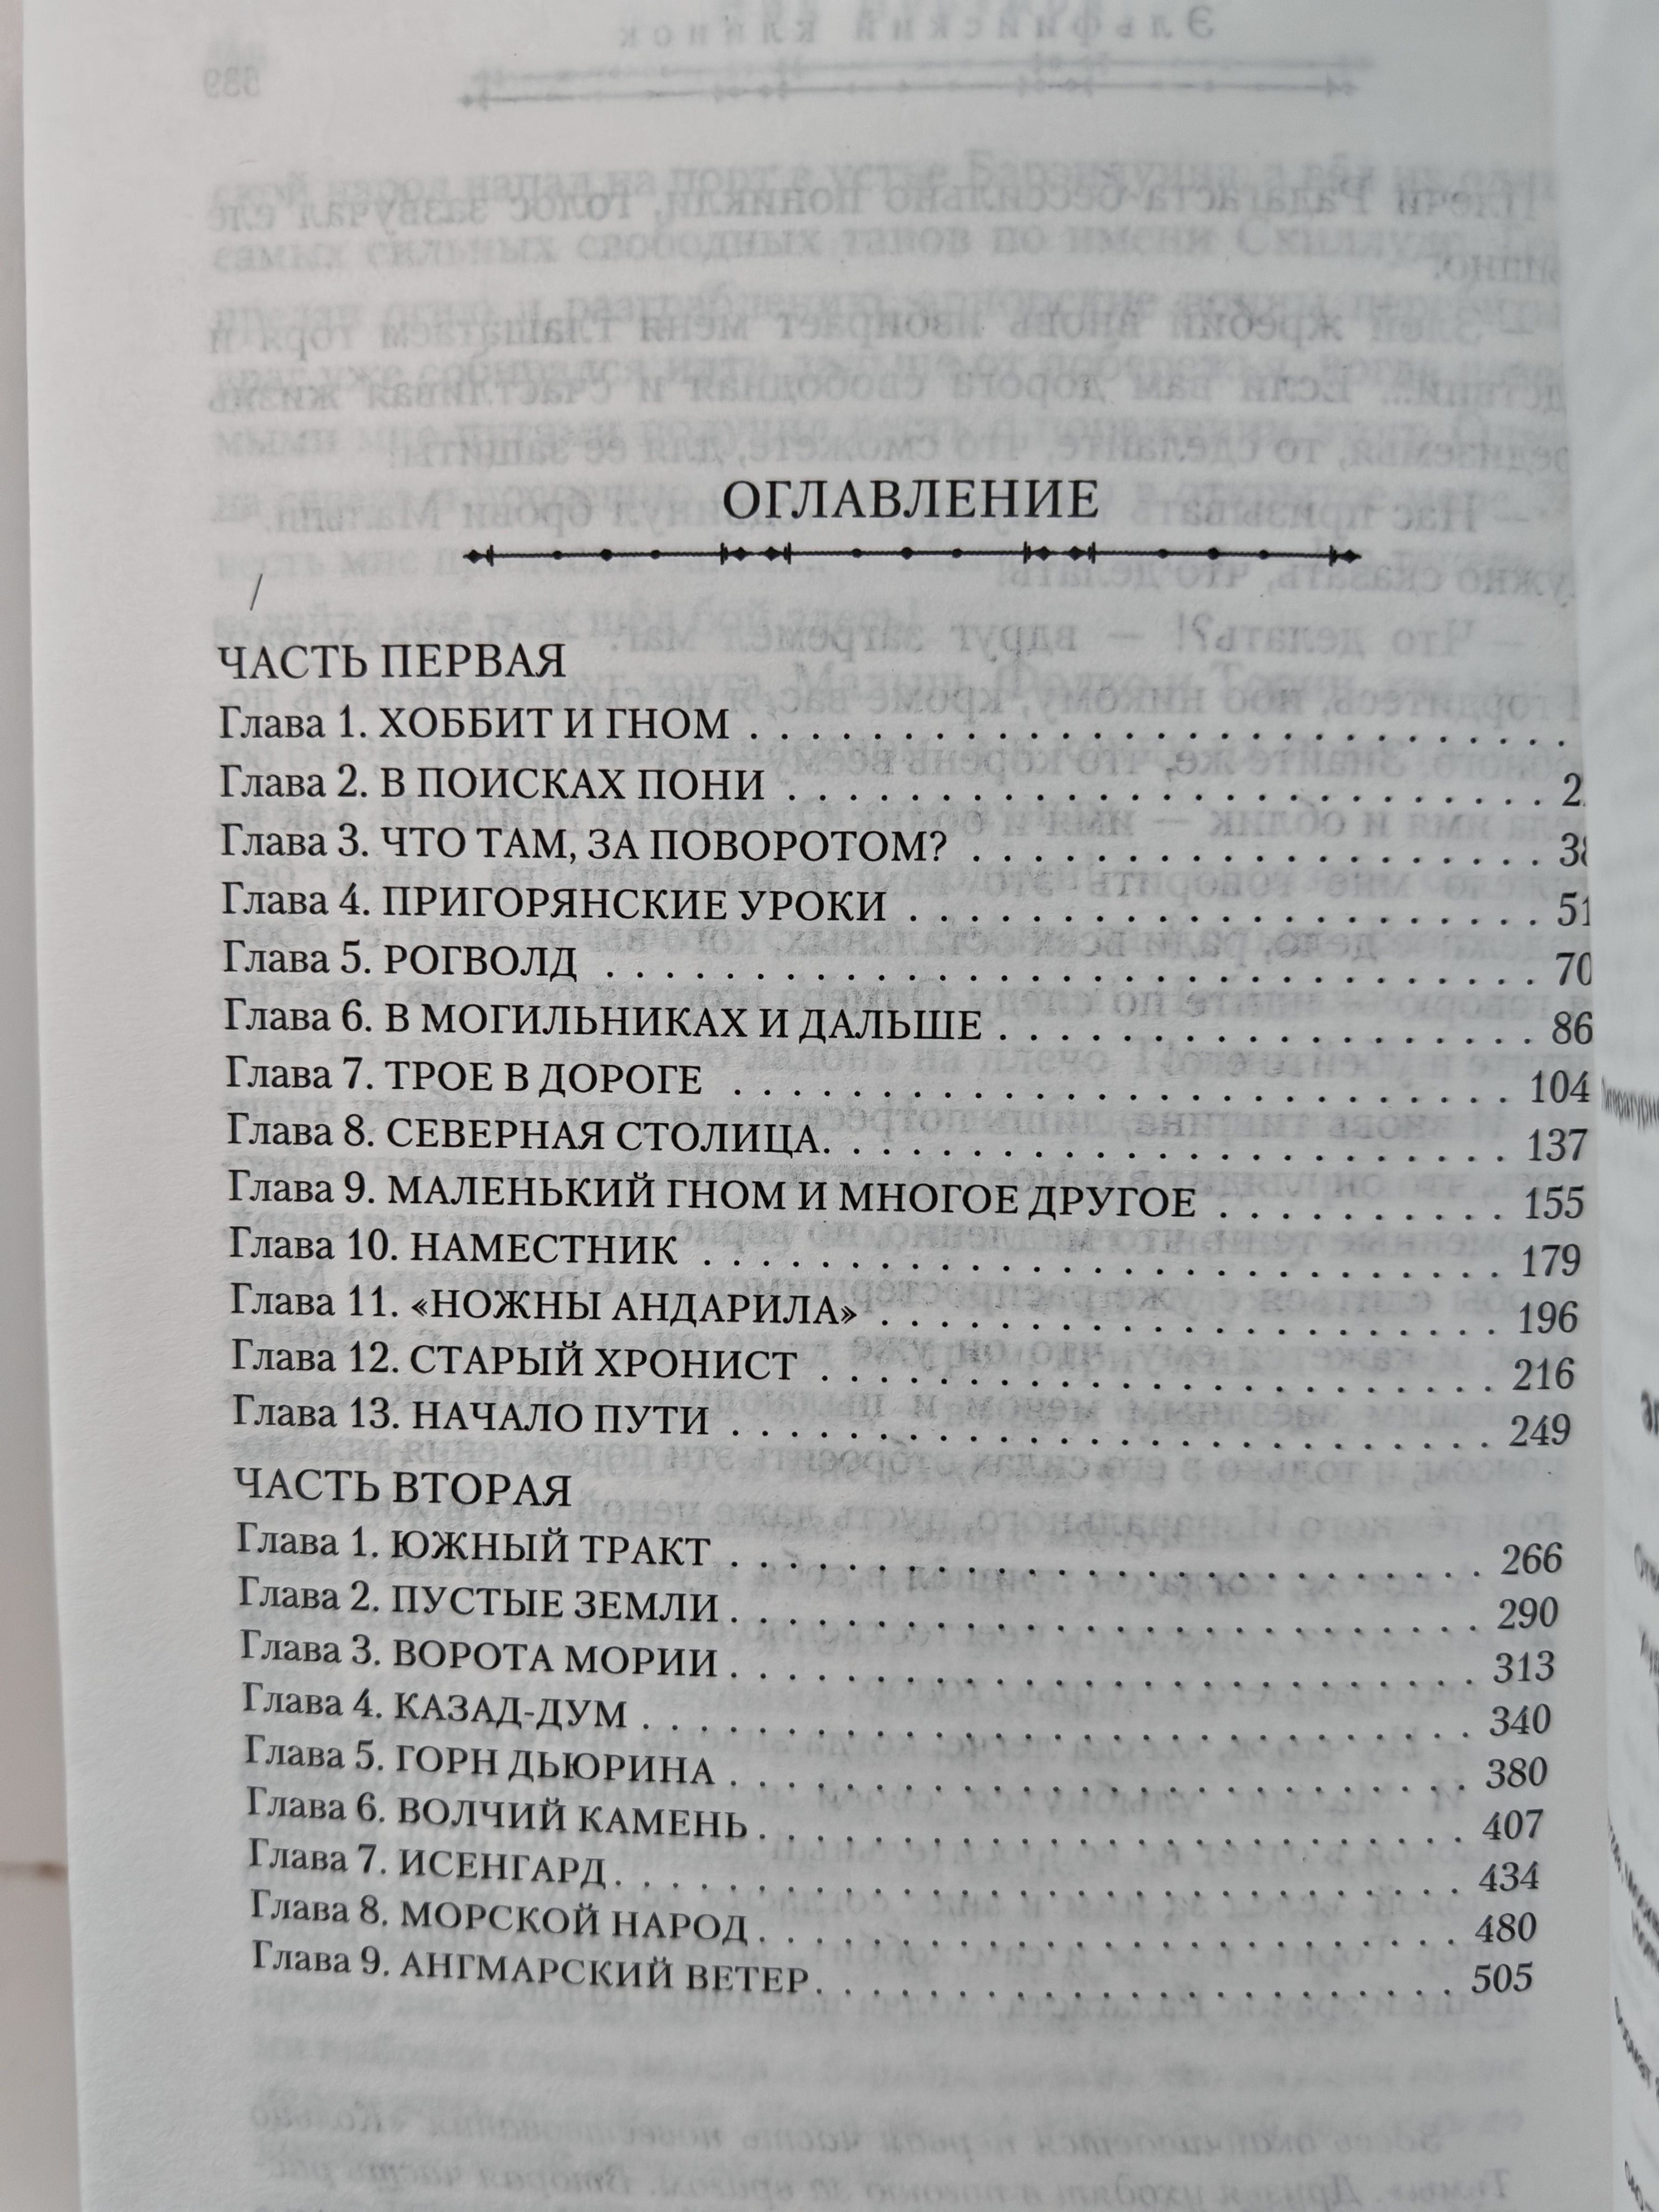 ОГЛАВЛЕНИЕ
ЧАСТЬ ПЕРВАЯ
Глава 1. ХОББИТ И ГНОМ . . . . . . . . . . . . . . . . . . . . . . . . . . . .
Глава 2. В ПОИСКАХ ПОНИ . . . . . . . . . . . . . . . . . . . . . . . . . . 2
Глава 3. ЧТО ТАМ, ЗА ПОВОРОТОМ? . . . . . . . . . . . . . . . . . . . . . 38
Глава 4. ПРИГОРЯНСКИЕ УРОКИ . . . . . . . . . . . . . . . . . . . . . . . 51
Глава 5. РОГВОЛД . . . . . . . . . . . . . . . . . . . . . . . . . . . . . . . . . 70
Глава 6. В МОГИЛЬНИКАХ И ДАЛЬШЕ . . . . . . . . . . . . . . . . . . . 86
Глава 7. ТРОЕ В ДОРОГЕ . . . . . . . . . . . . . . . . . . . . . . . . . . . 104
Глава 8. СЕВЕРНАЯ СТОЛИЦА. . . . . . . . . . . . . . . . . . . . . . . . 137
Глава 9. МАЛЕНЬКИЙ ГНОМ И МНОГОЕ ДРУГОЕ . . . . . . . . . . 155
Глава 10. НАМЕСТНИК . . . . . . . . . . . . . . . . . . . . . . . . . . . . 179
Глава 11. «НОЖНЫ АНДАРИЛА» . . . . . . . . . . . . . . . . . . . . . . 196
Глава 12. СТАРЫЙ ХРОНИСТ . . . . . . . . . . . . . . . . . . . . . . . . 216
Глава 13. НАЧАЛО ПУТИ . . . . . . . . . . . . . . . . . . . . . . . . . . . 249
ЧАСТЬ ВТОРАЯ
Глава 1. ЮЖНЫЙ ТРАКТ . . . . . . . . . . . . . . . . . . . . . . . . . . 266
Глава 2. ПУСТЫЕ ЗЕМЛИ . . . . . . . . . . . . . . . . . . . . . . . . . . 290
Глава 3. ВОРОТА МОРИИ . . . . . . . . . . . . . . . . . . . . . . . . . . 313
Глава 4. КАЗАД-ДУМ . . . . . . . . . . . . . . . . . . . . . . . . . . . . . 340
Глава 5. ГОРН ДЬЮРИНА . . . . . . . . . . . . . . . . . . . . . . . . . . 380
Глава 6. ВОЛЧИЙ КАМЕНЬ . . . . . . . . . . . . . . . . . . . . . . . . . 407
Глава 7. ИСЕНГАРД. . . . . . . . . . . . . . . . . . . . . . . . . . . . . . 434
Глава 8. МОРСКОЙ НАРОД . . . . . . . . . . . . . . . . . . . . . . . . . 480
Глава 9. АНГМАРСКИЙ ВЕТЕР. . . . . . . . . . . . . . . . . . . . . . . 505